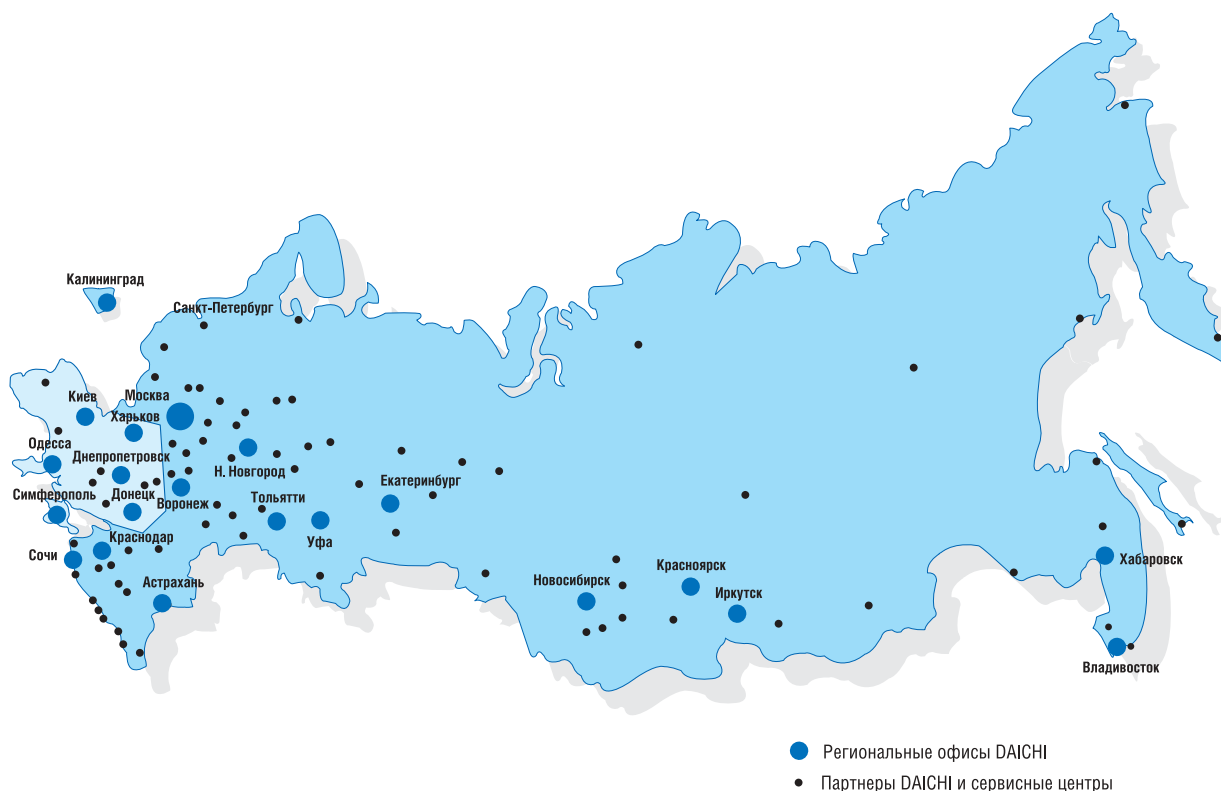 Калининград
Санкт-Петербург
Киев
Москва
Харьков
Одесса
Днепропетровск
Н. Новгород
Екатеринбург
Симферополь
Донецк
Воронеж
Тольятти
Уфа
Краснодар
Сочи
Астрахань
Новосибирск
Красноярск
Иркутск
Хабаровск
Владивосток
Региональные офисы DAICHI
Партнеры DAICHI и сервисные центры